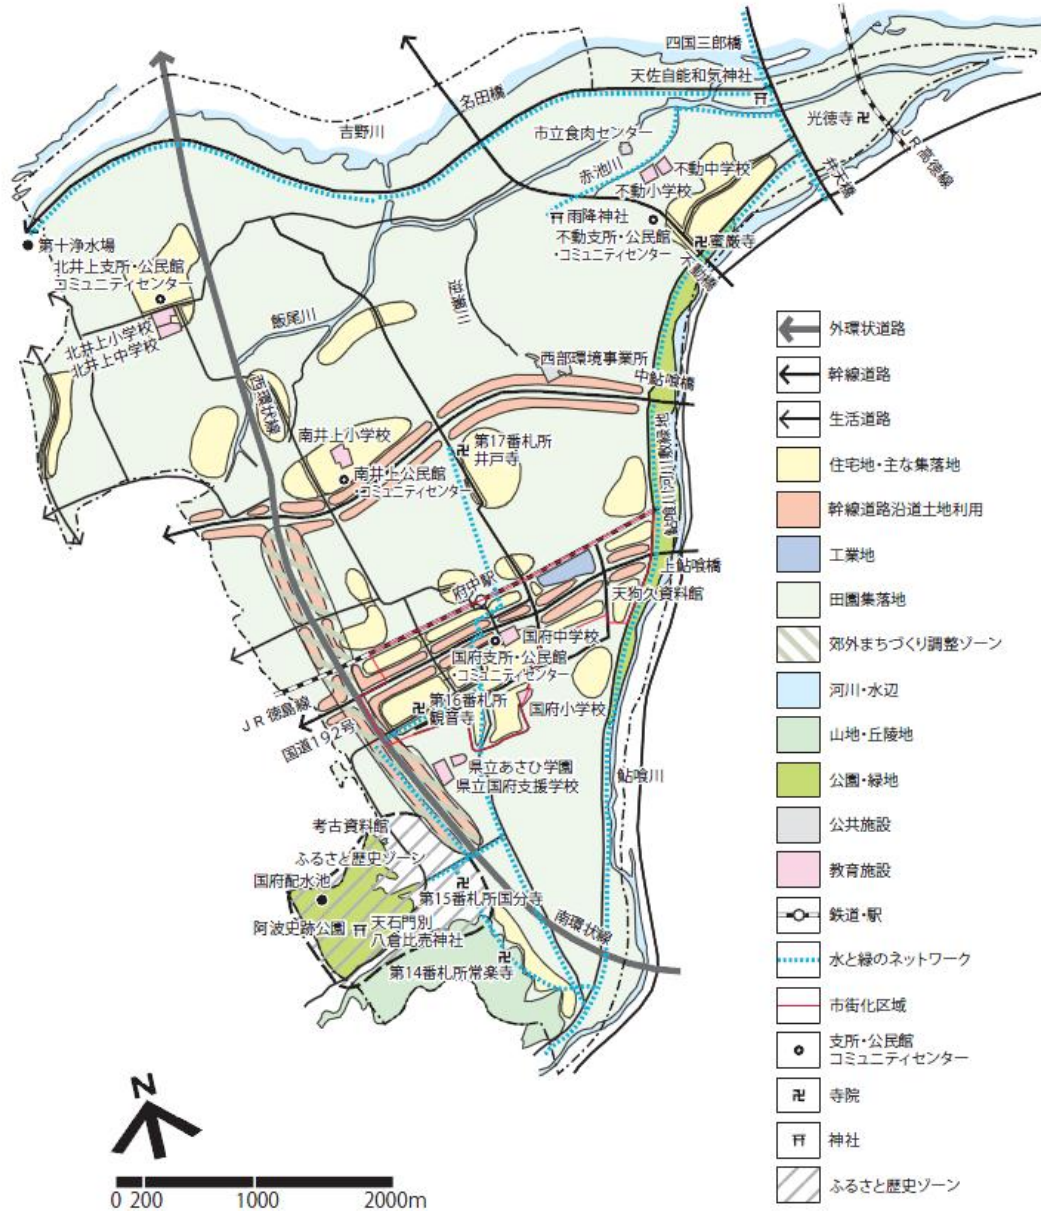 四国三郎橋
天佐自能和気神社
名田橋
吉野川
市立食肉センター
光徳寺
JR高徳線
赤池川
不動中学校
不動小学校
弁天橋
雨降神社
不動支所・公民館
・コミュニティセンター
蜜厳寺
不動橋
第十浄水場
北井上支所・公民館
コミュニティセンター
飯尾川
北井上小学校
北井上中学校
西環状線
西部環境事業所
中鮎喰橋
南井上小学校
第17番札所
井戸寺
南井上公民館
・コミュニティセンター
鮎喰川河川敷緑地
上鮎喰橋
府中駅
天狗久資料館
国府中学校
国府支所・公民館
・コミュニティセンター
第16番札所
観音寺
国府小学校
JR徳島線
国道192号
県立あさひ学園
県立国府支援学校
鮎喰川
考古資料館
ふるさと歴史ゾーン
国府配水池
第15番札所国分寺
阿波史跡公園
天石門別
八倉比売神社
南環状線
第14番札所常楽寺
N
0 200 1000 2000m
外環状道路
幹線道路
生活道路
住宅地・主な集落地
幹線道路沿道土地利用
工業地
田園集落地
郊外まちづくり調整ゾーン
河川・水辺
山地・丘陵地
公園・緑地
公共施設
教育施設
鉄道・駅
水と緑のネットワーク
市街化区域
支所・公民館
コミュニティセンター
寺院
神社
ふるさと歴史ゾーン